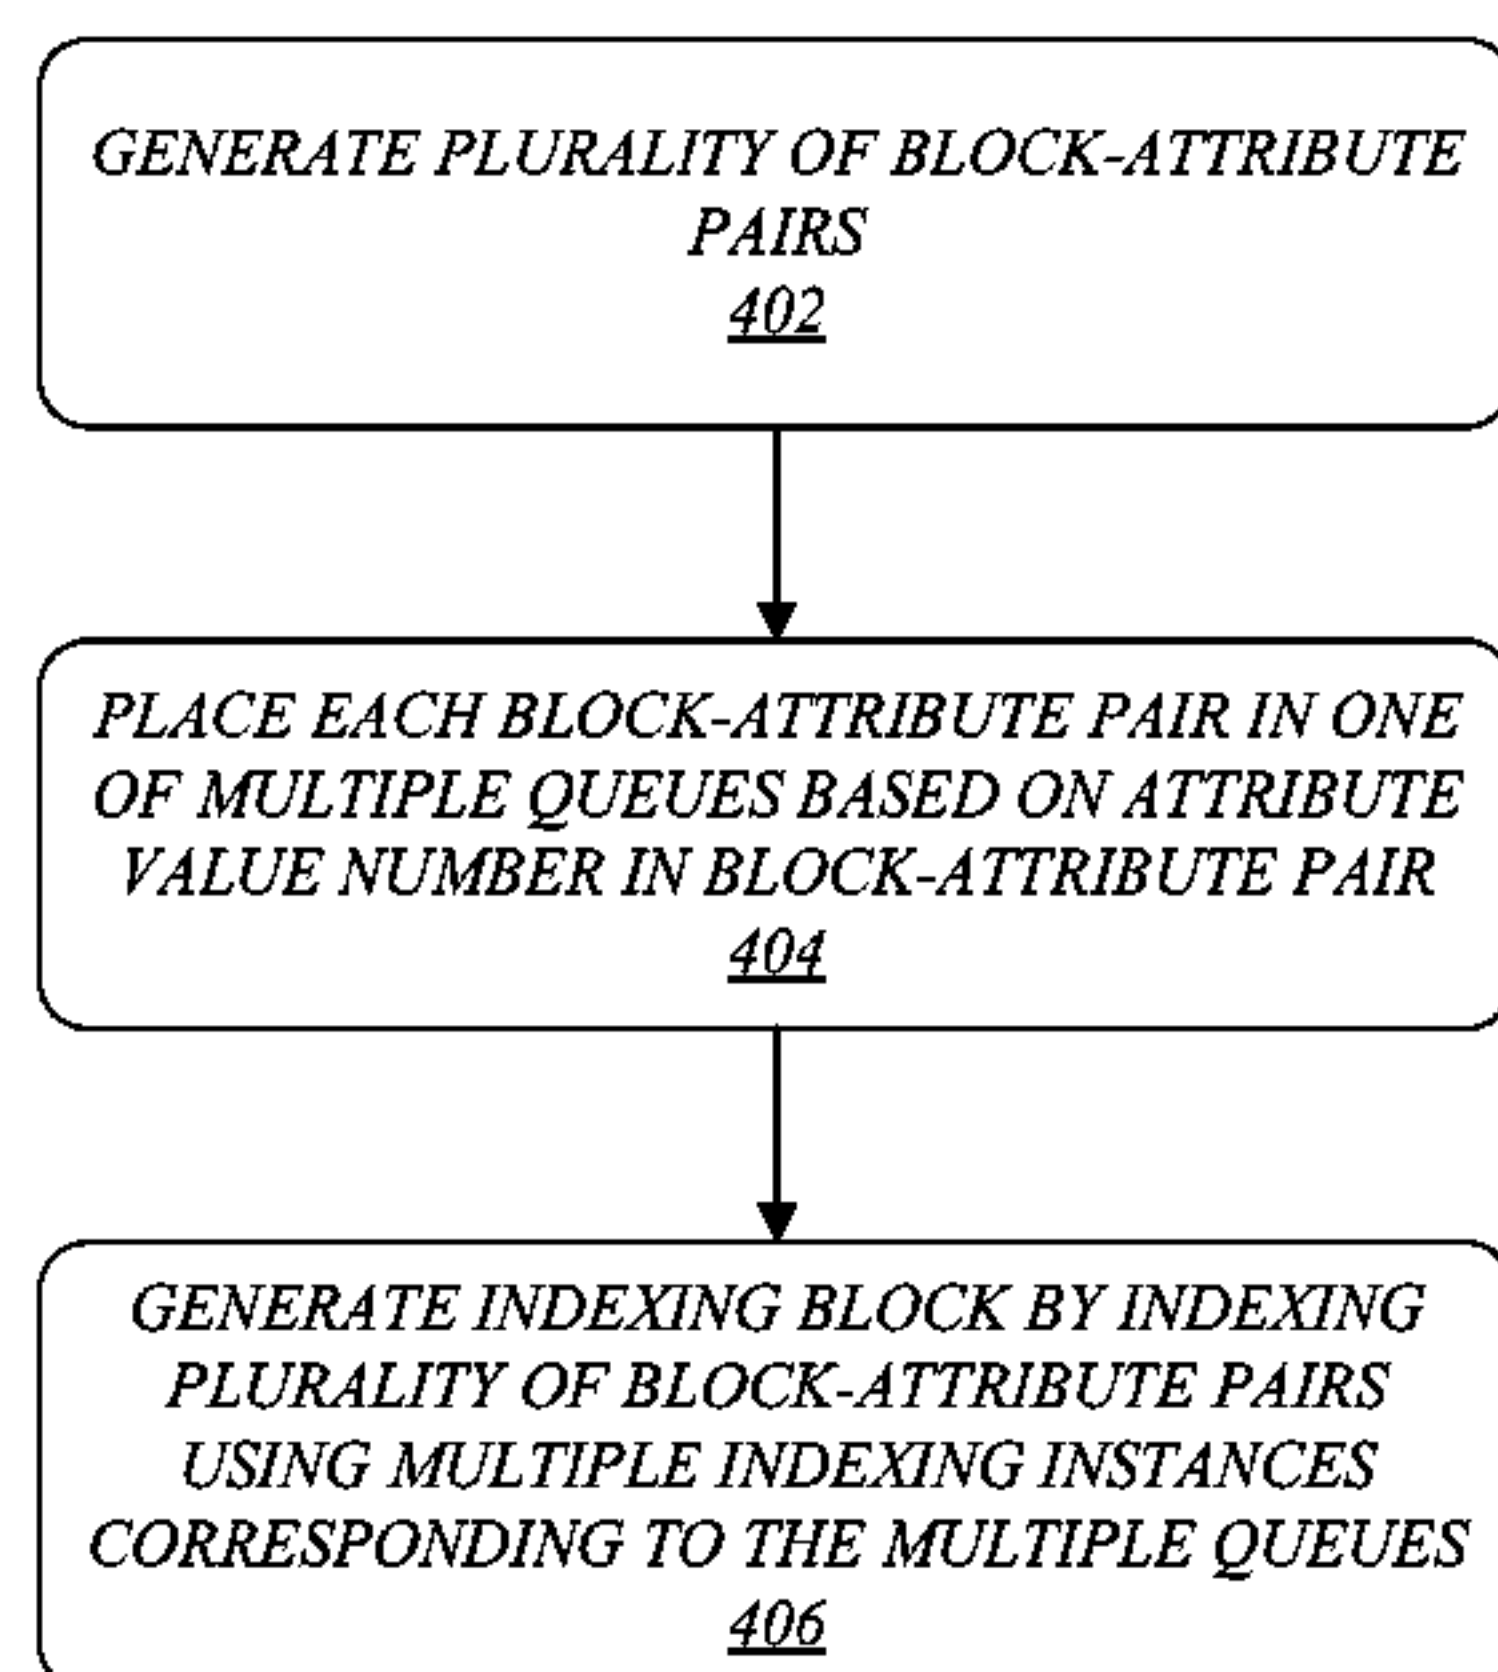 GENERATE PLURALITY OF BLOCK-ATTRIBUTE
PAIRS
402
PLACE EACH BLOCK-ATTRIBUTE PAIR IN ONE
OF MULTIPLE QUEUES BASED ON ATTRIBUTE
VALUE NUMBER IN BLOCK-ATTRIBUTE PAIR
404
GENERATE INDEXING BLOCK BY INDEXING
PLURALITY OF BLOCK-ATTRIBUTE PAIRS
USING MULTIPLE INDEXING INSTANCES
CORRESPONDING TO THE MULTIPLE QUEUES
406